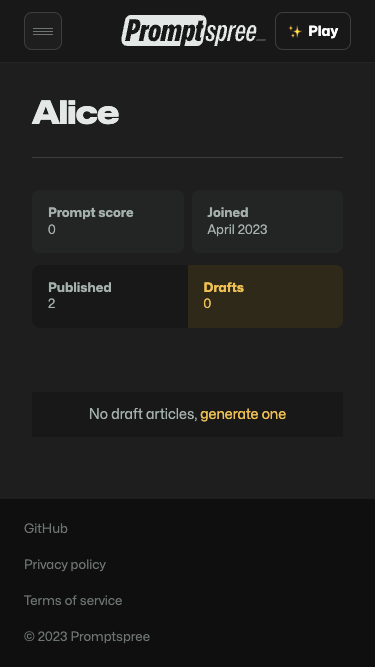 Promptspree_
✨ Play
Alice
Prompt score
0
Joined
April 2023
Published
2
Drafts
0
No draft articles, generate one
GitHub
Privacy policy
Terms of service
© 2023 Promptspree